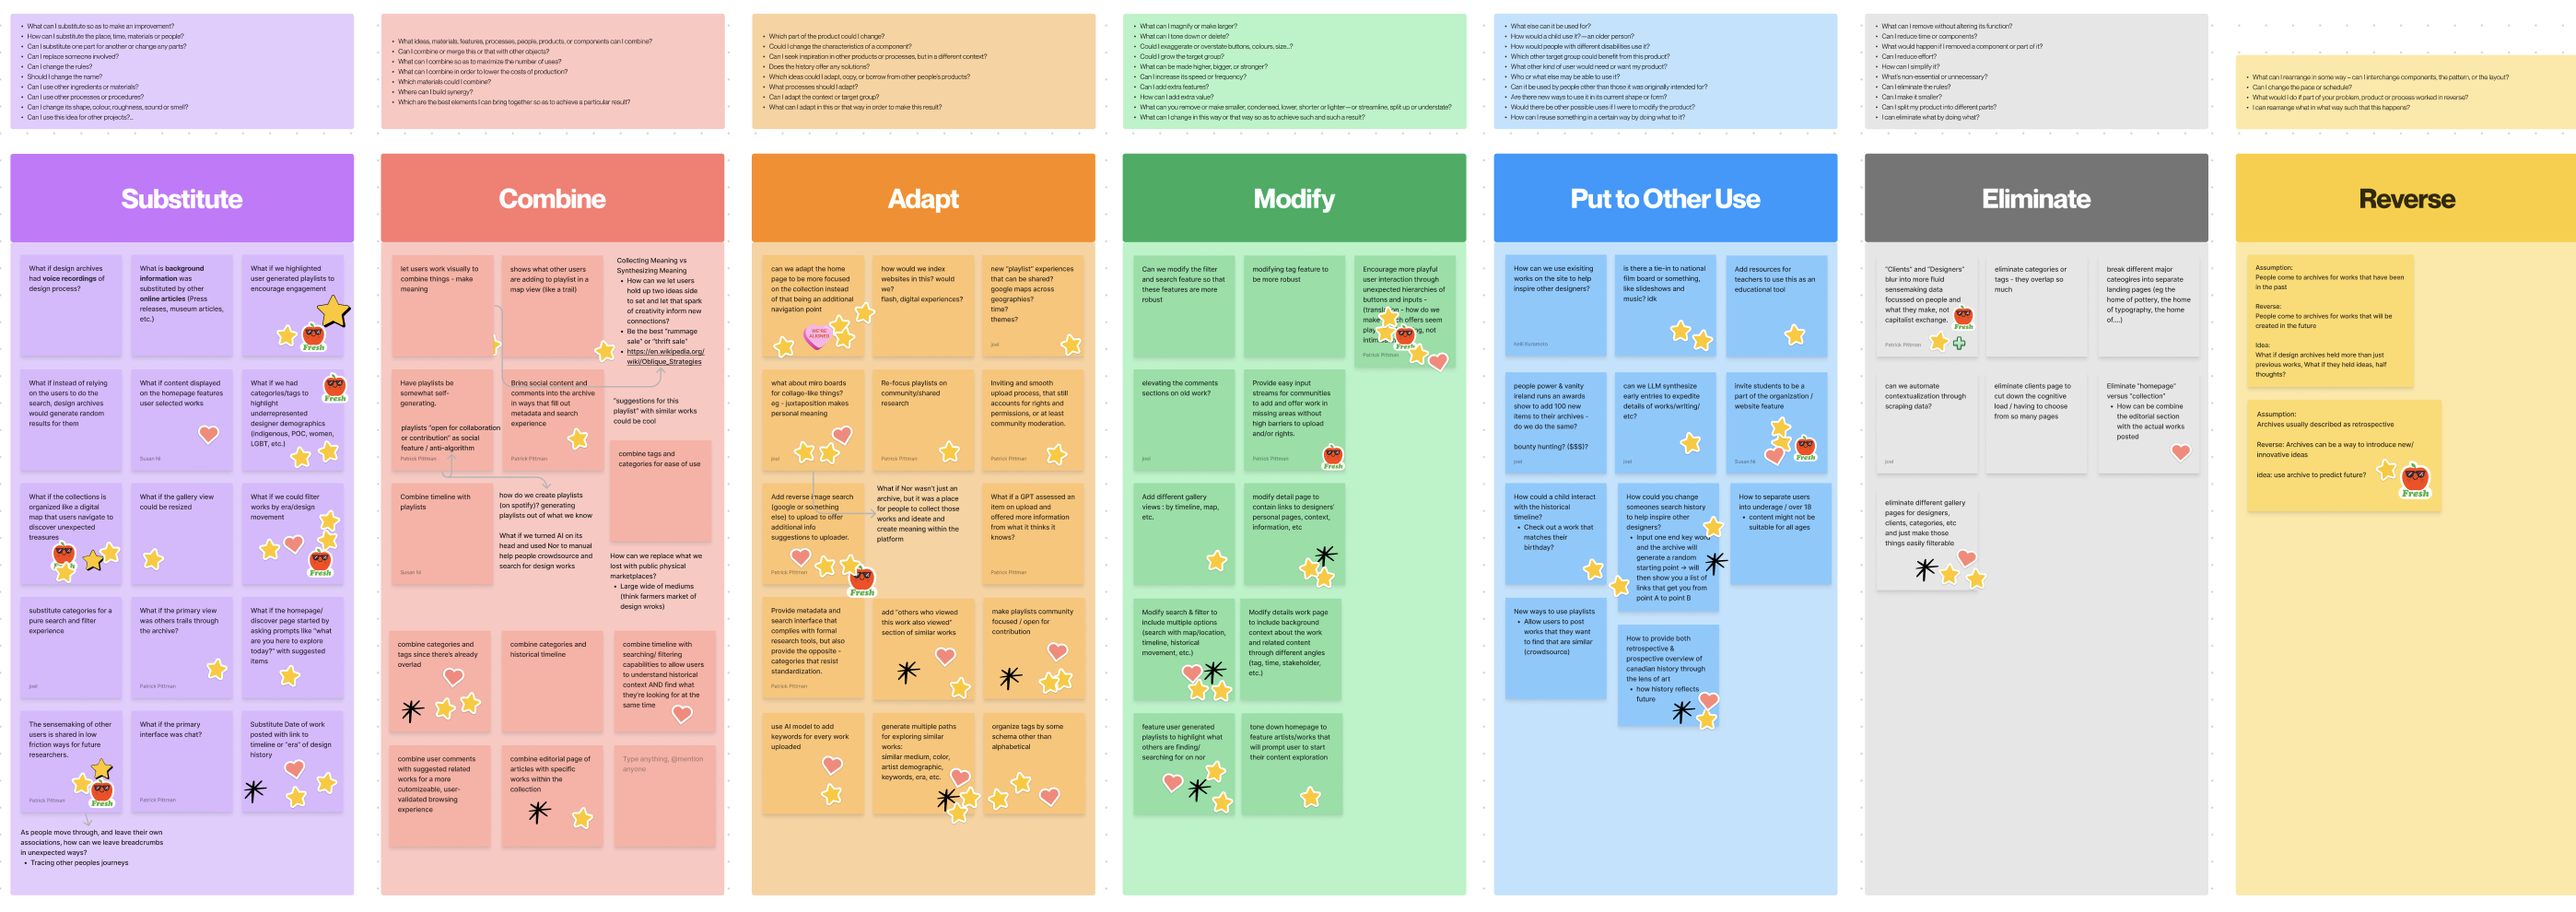 • What can I substitute so as to make an improvement?
• How can I substitute the place, time, materials or people?
• Can I substitute one part for another or change any parts?
• Can I replace someone involved?
• Can I change the rules?
• Should I change the name?
• Can I use other ingredients or materials?
• Can I use other processes or procedures?
• Can I change its shape, colour, roughness, sound or smell?
• Can I use this idea for other projects?...
• What ideas, materials, features, processes, people, products, or components can I combine?
• Can I combine or merge this or that with other objects?
• What can I combine so as to maximize the number of uses?
• What can I combine in order to lower the costs of production?
• Which materials could I combine?
• Where can I build synergy?
• Which are the best elements I can bring together so as to achieve a particular result?
• Which part of the product could I change?
• Could I change the characteristics of a component?
• Can I seek inspiration in other products or processes, but in a different context?
• Does the history offer any solutions?
• Which ideas could I adapt, copy, or borrow from other people's products?
• What processes should I adapt?
• Can I adapt the context or target group?
• What can I adapt in this or that way in order to make this result?
• What can I magnify or make larger?
• What can I tone down or delete?
• Could I exaggerate or overstate buttons, colours, size...?
• Could I grow the target group?
• What can be made higher, bigger, or stronger?
• Can I increase its speed or frequency?
• Can I add extra features?
• How can I add extra value?
• What can you remove or make smaller, condensed, lower, shorter or lighter—or streamline, split up or understate?
• What can I change in this way or that way so as to achieve such and such a result?
• What else can it be used for?
• How would a child use it?—an older person?
• How would people with different disabilities use it?
• Which other target group could benefit from this product?
• What other kind of user would need or want my product?
• Who or what else may be able to use it?
• Can it be used by people other than those it was originally intended for?
• Are there new ways to use it in its current shape or form?
• Would there be other possible uses if I were to modify the product?
• How can I reuse something in a certain way by doing what to it?
• What can I remove without altering its function?
• Can I reduce time or components?
• What would happen if I removed a component or part of it?
• Can I reduce effort?
• How can I simplify it?
• What's non-essential or unnecessary?
• Can I eliminate the rules?
• Can I make it smaller?
• Can I split my product into different parts?
• I can eliminate what by doing what?
• What can I rearrange in some way – can I interchange components, the pattern, or the layout?
• Can I change the pace or schedule?
• What would I do if part of your problem, product or process worked in reverse?
• I can rearrange what in what way such that this happens?
Substitute
What if design archives
had voice recordings of
design process?
What is background
information was
substituted by other
online articles (Press
releases, museum articles,
etc.)
What if we highlighted
user generated playlists to
encourage engagement
Fresh
What if instead of relying
on the users to do the
search, design archives
would generate random
results for them
What if content displayed
on the homepage features
user selected works
Susan Ni
What if we had
categories/tags to
highlight
underrepresented
designer demographics
(indigenous, POC, women,
LGBT, etc.)
What if the collections is
organized like a digital
map that users navigate to
discover unexpected
treasures
What if the gallery view
could be resized
What if we could filter
works by era/design
movement
Fresh
substitute categories for a
pure search and filter
experience
joel
What if the primary view
was others trails through
the archive?
Patrick Pittman
What if the homepage/
discover page started by
asking prompts like "what
are you here to explore
today?" with suggested
items
The sensemaking of other
users is shared in low
friction ways for future
researchers.
Patrick Pittman
Fresh
What if the primary
interface was chat?
Patrick Pittman
Substitute Date of work
posted with link to
timeline or "era" of design
history
As people move through, and leave their own
associations, how can we leave breadcrumbs
in unexpected ways?
• Tracing other peoples journeys
Combine
let users work visually to
combine things - make
meaning
shows what other users
are adding to playlist in a
map view (like a trail)
Collecting Meaning vs
Synthesizing Meaning
• How can we let users
hold up two ideas side
to set and let that spark
of creativity inform new
connections?
• Be the best "rummage
sale" or "thrift sale"
• https://en.wikipedia.org/
wiki/Oblique_Strategies
Have playlists be
somewhat self-
generating.
playlists "open for collaboration
or contribution" as social
feature / anti-algorithm
Patrick Pittman
Bring social content and
comments into the archive
in ways that fill out
metadata and search
experience
Patrick Pittman
"suggestions for this
playlist" with similar works
could be cool
combine tags and
categories for ease of use
Combine timeline with
playlists
Susan Ni
how do we create playlists
(on spotify)? generating
playlists out of what we know
What if we turned AI on its
head and used Nor to manual
help people crowdsource and
search for design works
How can we replace what we
lost with public physical
marketplaces?
• Large wide of mediums
(think farmers market of
design wroks)
combine categories and
tags since there's already
overlad
combine categories and
historical timeline
combine timeline with
searching/ filtering
capabilities to allow users
to understand historical
context AND find what
they're looking for at the
same time
combine user comments
with suggested related
works for a more
cutomizeable, user-
validated browsing
experience
combine editorial page of
articles with specific
works within the
collection
Type anything, @mention
anyone
Adapt
can we adapt the home
page to be more focused
on the collection instead
of that being an additional
navigation point
WE'RE
ALIGNED
how would we index
websites in this? would
we?
flash, digital experiences?
new "playlist" experiences
that can be shared?
google maps across
geographies?
time?
themes?
joel
what about miro boards
for collage-like things?
eg - juxtaposition makes
personal meaning
joel
Re-focus playlists on
community/shared
research
Patrick Pittman
Inviting and smooth
upload process, that still
accounts for rights and
permissions, or at least
community moderation.
Patrick Pittman
Add reverse image search
(google or something
else) to upload to offer
additional info
suggestions to uploader.
Patrick Pittman
Fresh
What if Nor wasn't just an
archive, but it was a place
for people to collect those
works and ideate and
create meaning within the
platform
What if a GPT assessed an
item on upload and
offered more information
from what it thinks it
knows?
Patrick Pittman
Provide metadata and
search interface that
complies with formal
research tools, but also
provide the opposite -
categories that resist
standardization.
Patrick Pittman
add "others who viewed
this work also viewed"
section of similar works
make playlists community
focused / open for
contribution
use AI model to add
keywords for every work
uploaded
generate multiple paths
for exploring similar
works:
similar medium, color,
artist demographic,
keywords, era, etc.
organize tags by some
schema other than
alphabetical
Modify
Can we modify the filter
and search feature so that
these features are more
robust
modifying tag feature to
be more robust
Encourage more playful
user interaction through
unexpected hierarchies of
buttons and inputs -
how do we
make
offers seem
not
Patrick Pittman
elevating the comments
sections on old work?
Provide easy input
streams for communities
to add and offer work in
missing areas without
high barriers to upload
and/or rights.
Patrick Pittman
Fresh
Add different gallery
views : by timeline, map,
etc.
modify detail page to
contain links to designers'
personal pages, context,
information, etc
Modify search & filter to
include multiple options
(search with map/location,
timeline, historical
movement, etc.)
Modify details work page
to include background
context about the work
and related content
through different angles
(tag, time, stakeholder,
etc.)
feature user generated
playlists to highlight what
others are finding/
searching for on nor
tone down homepage to
feature artists/works that
will prompt user to start
their content exploration
Put to Other Use
How can we use exisiting
works on the site to help
inspire other designers?
is there a tie-in to national
film board or something,
like slideshows and
music? idk
Add resources for
teachers to use this as an
educational tool
people power & vanity
ireland runs an awards
show to add 100 new
items to their archives -
do we do the same?
bounty hunting? ($$$)?
joel
can we LLM synthesize
early entries to expedite
details of works/writing/
etc?
joel
invite students to be a
part of the organization /
website feature
Susan Ni
Fresh
How could a child interact
with the historical
timeline?
• Check out a work that
matches their
birthday?
How could you change
someones search history
to help inspire other
designers?
• Input one end key word
and the archive will
generate a random
starting point → will
then show you a list of
links that get you from
point A to point B
How to separate users
into underage / over 18
• content might not be
suitable for all ages
New ways to use playlists
• Allow users to post
works that they want
to find that are similar
(crowdsource)
How to provide both
retrospective &
prospective overview of
canadian history through
the lens of art
• how history reflects
future
Eliminate
"Clients" and "Designers"
blur into more fluid
sensemaking data
focussed on people and
what they make, not
capitalist exchange.
Patrick Pittman
Fresh
eliminate categories or
tags - they overlap so
much
break different major
cateogires into separate
landing pages (eg the
home of pottery, the home
of typography, the home
of....)
can we automate
contextualization through
scraping data?
joel
eliminate clients page to
cut down the cognitive
load / having to choose
from so many pages
Eliminate "homepage"
versus "collection"
• How can be combine
the editorial section
with the actual works
posted
eliminate different gallery
pages for designers,
clients, categories, etc
and just make those
things easily filterable
Reverse
Assumption:
People come to archives for works that have been
in the past
Reverse:
People come to archives for works that will be
created in the future
Idea:
What if design archives held more than just
previous works, What if they held ideas, half
thoughts?
Assumption:
Archives usually described as retrospective
Reverse: Archives can be a way to introduce new/
innovative ideas
idea: use archive to predict future?
Fresh